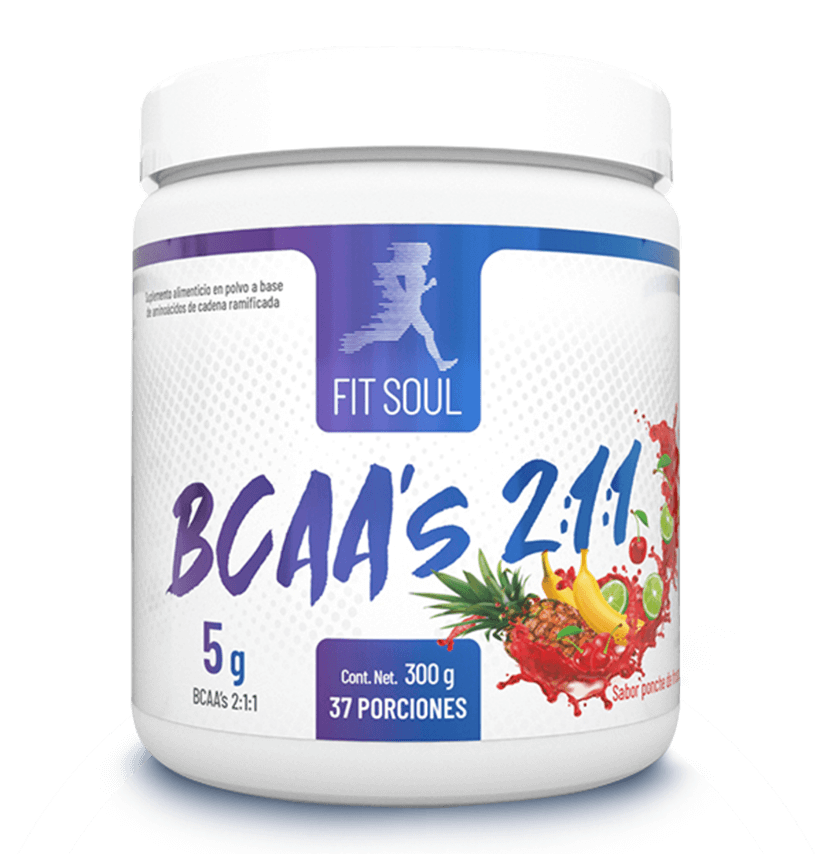 Suplemento alimenticio en polvo a base
de aminoácidos de cadena ramificada
FIT SOUL
BCAA's 2:1:1
5 g
BCAA's 2:1:1
Cont. Net. 300 g
37 PORCIONES
Sabor ponche de